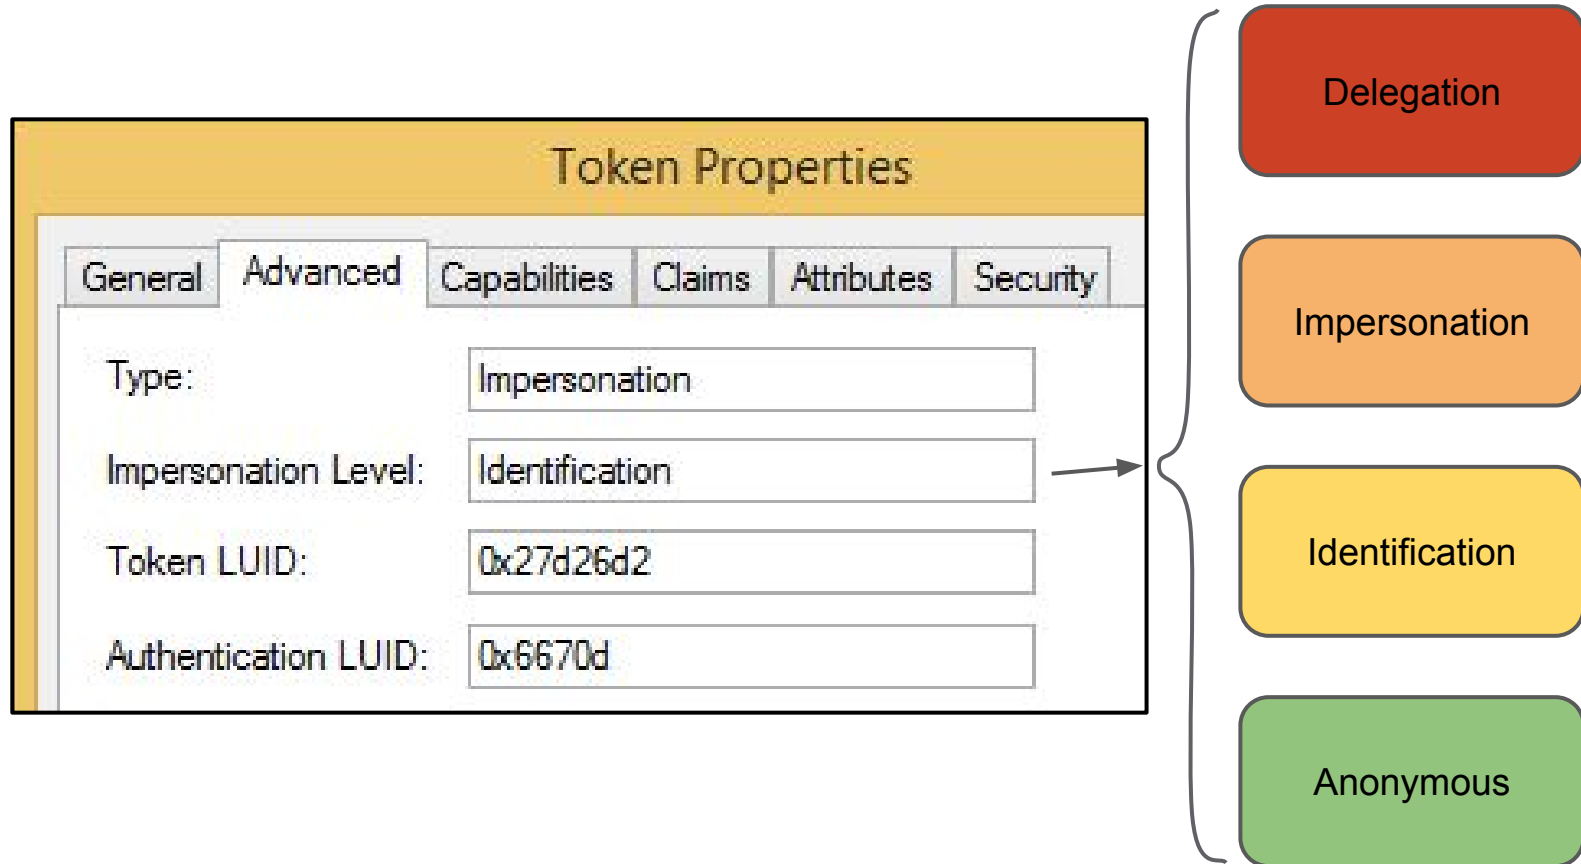 Token Properties
General Advanced Capabilities Claims Attributes Security
Type: Impersonation
Impersonation Level: Identification
Token LUID: 0x27d26d2
Authentication LUID: 0x6670d
Delegation
Impersonation
Identification
Anonymous